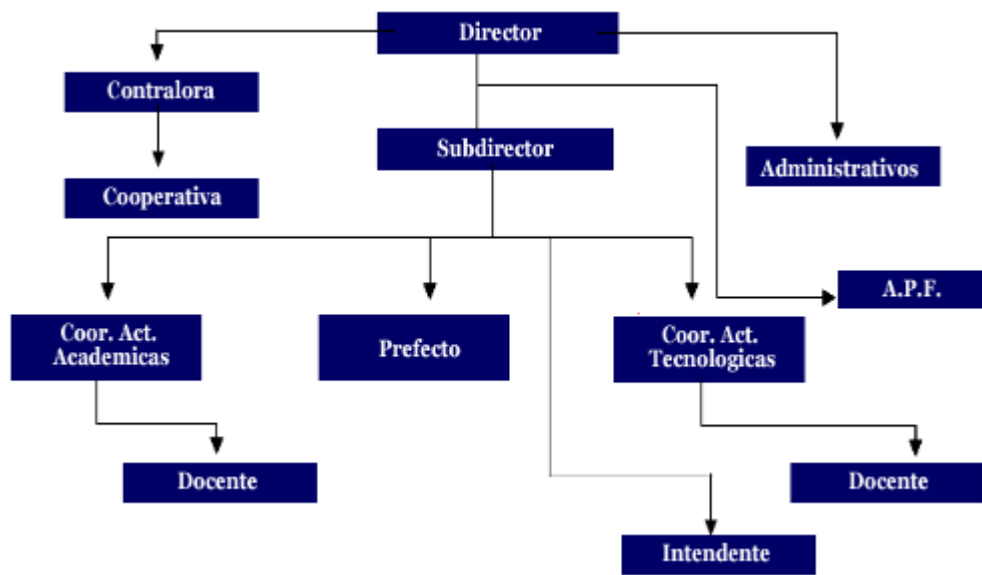 Director
Contralora
Subdirector
Administrativos
Cooperativa
A.P.F.
Coor. Act.
Academicas
Prefecto
Coor. Act.
Tecnologicas
Docente
Docente
Intendente